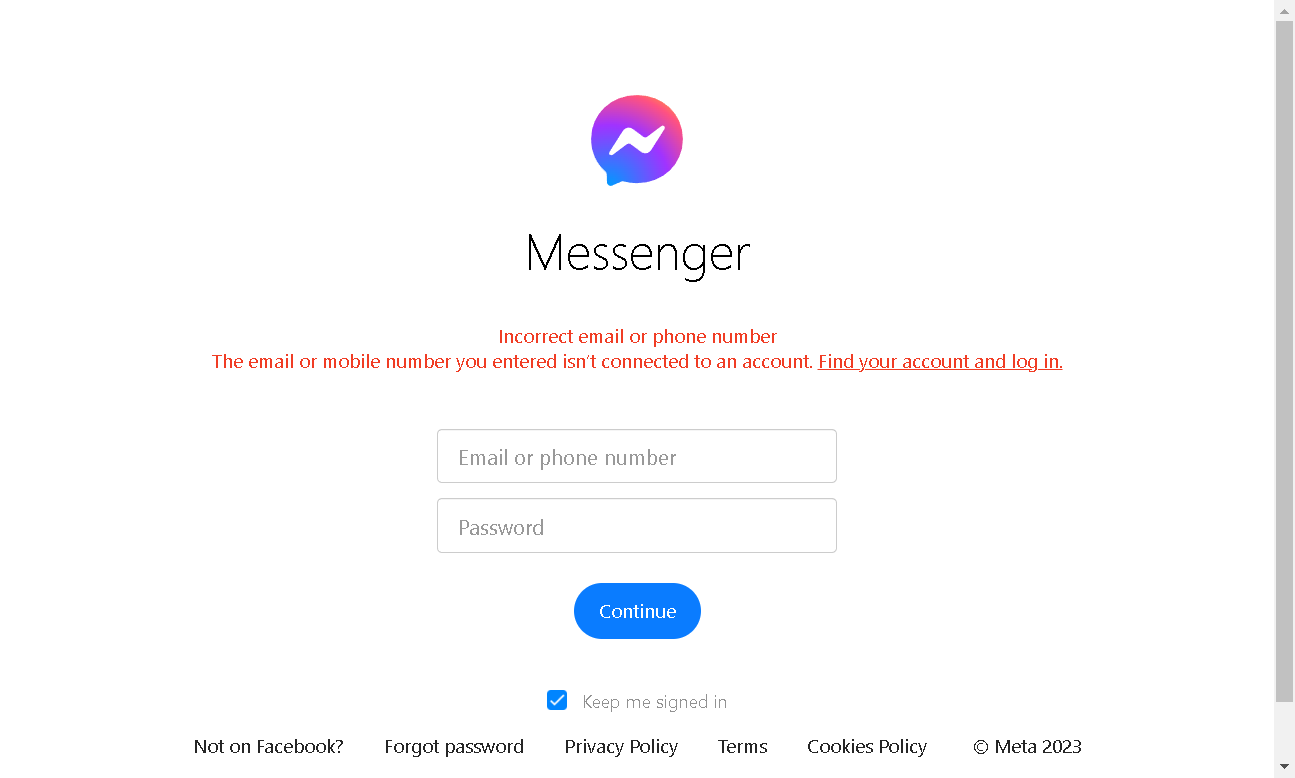 Messenger
Incorrect email or phone number
The email or mobile number you entered isn't connected to an account. Find your account and log in.
Email or phone number
Password
Continue
Keep me signed in
Not on Facebook? Forgot password Privacy Policy Terms Cookies Policy © Meta 2023